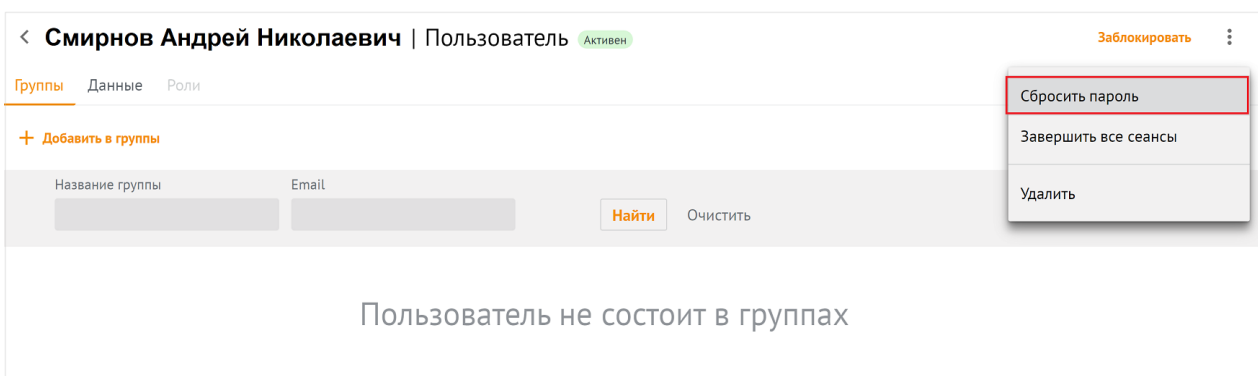 Смирнов Андрей Николаевич | Пользователь Активен Заблокировать
Группы Данные Роли
Сбросить пароль
Завершить все сеансы
Удалить
+ Добавить в группы
Название группы Email
Найти Очистить
Пользователь не состоит в группах